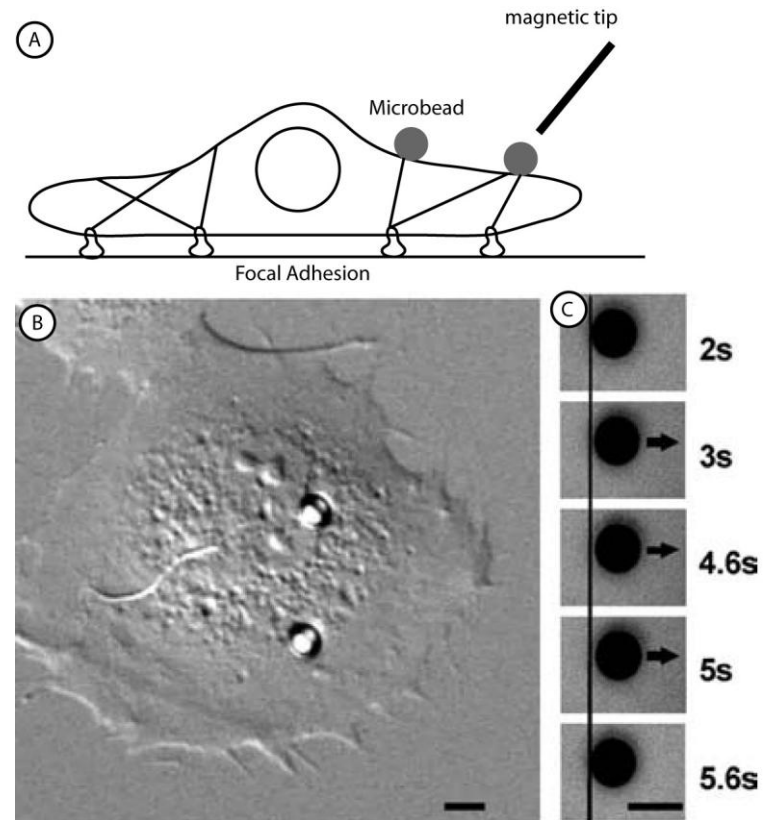 A
magnetic tip
Microbead
Focal Adhesion
B
C
2s
3s
4.6s
5s
5.6s